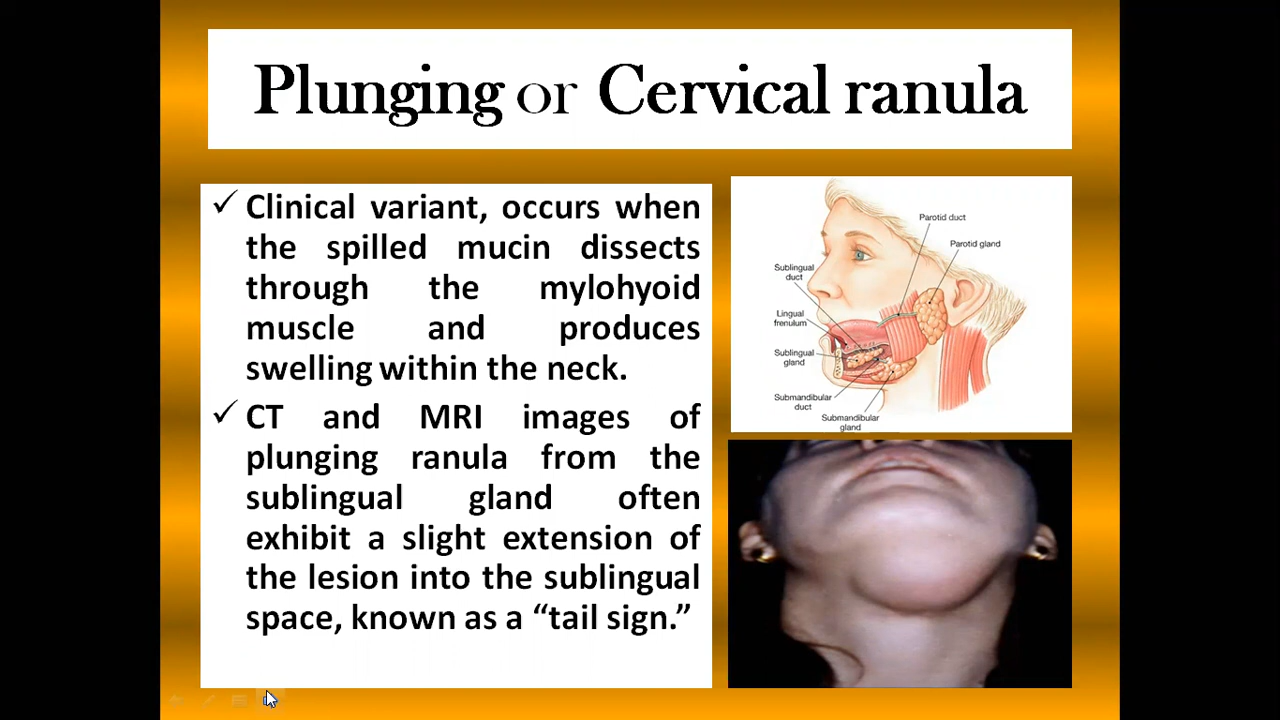 Plunging or Cervical ranula
✓ Clinical variant, occurs when
the spilled mucin dissects
through the mylohyoid
muscle and produces
swelling within the neck.
✓ CT and MRI images of
plunging ranula from the
sublingual gland often
exhibit a slight extension of
the lesion into the sublingual
space, known as a “tail sign.”
Parotid duct
Parotid gland
Sublingual
duct
Lingual
frenulum
Sublingual
gland
Submandibular
duct
Submandibular
gland